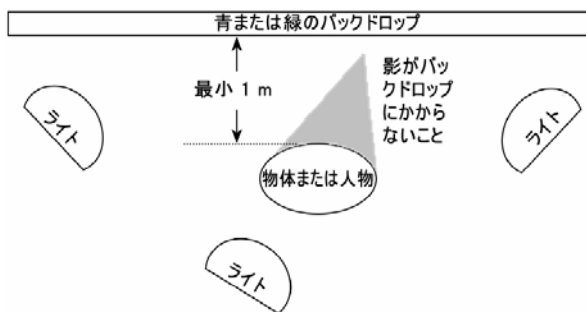 青または緑のバックドロップ
最小 1 m
影がバッ
クドロップ
にかから
ないこと
ライト
ライト
物体または人物
ライト